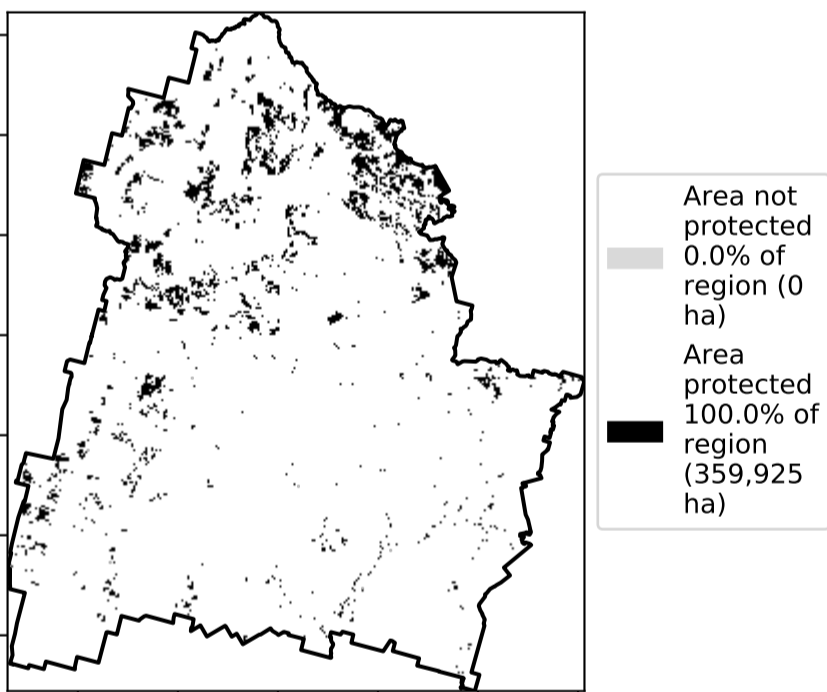 Area not
protected
0.0% of
region (0
ha)
Area
protected
100.0% of
region
(359,925
ha)